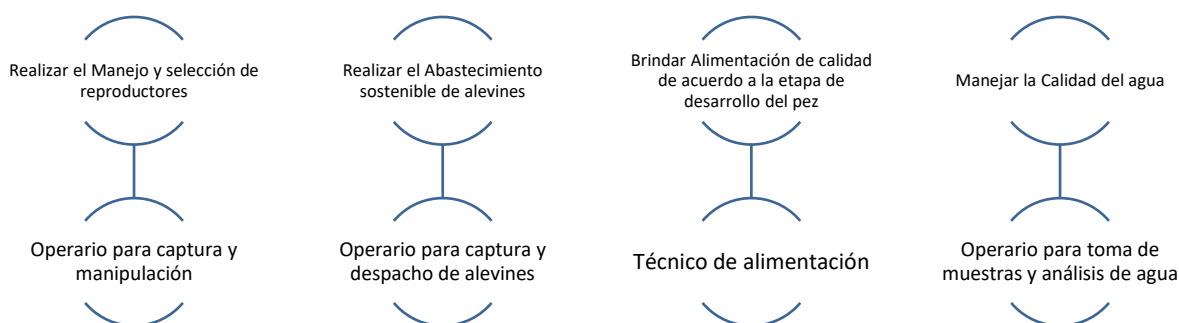 Realizar el Manejo y selección de
reproductores
Realizar el Abastecimiento
sostenible de alevines
Brindar Alimentación de calidad
de acuerdo a la etapa de
desarrollo del pez
Manejar la Calidad del agua
Operario para captura y
manipulación
Operario para captura y
despacho de alevines
Técnico de alimentación
Operario para toma de
muestras y análisis de agua